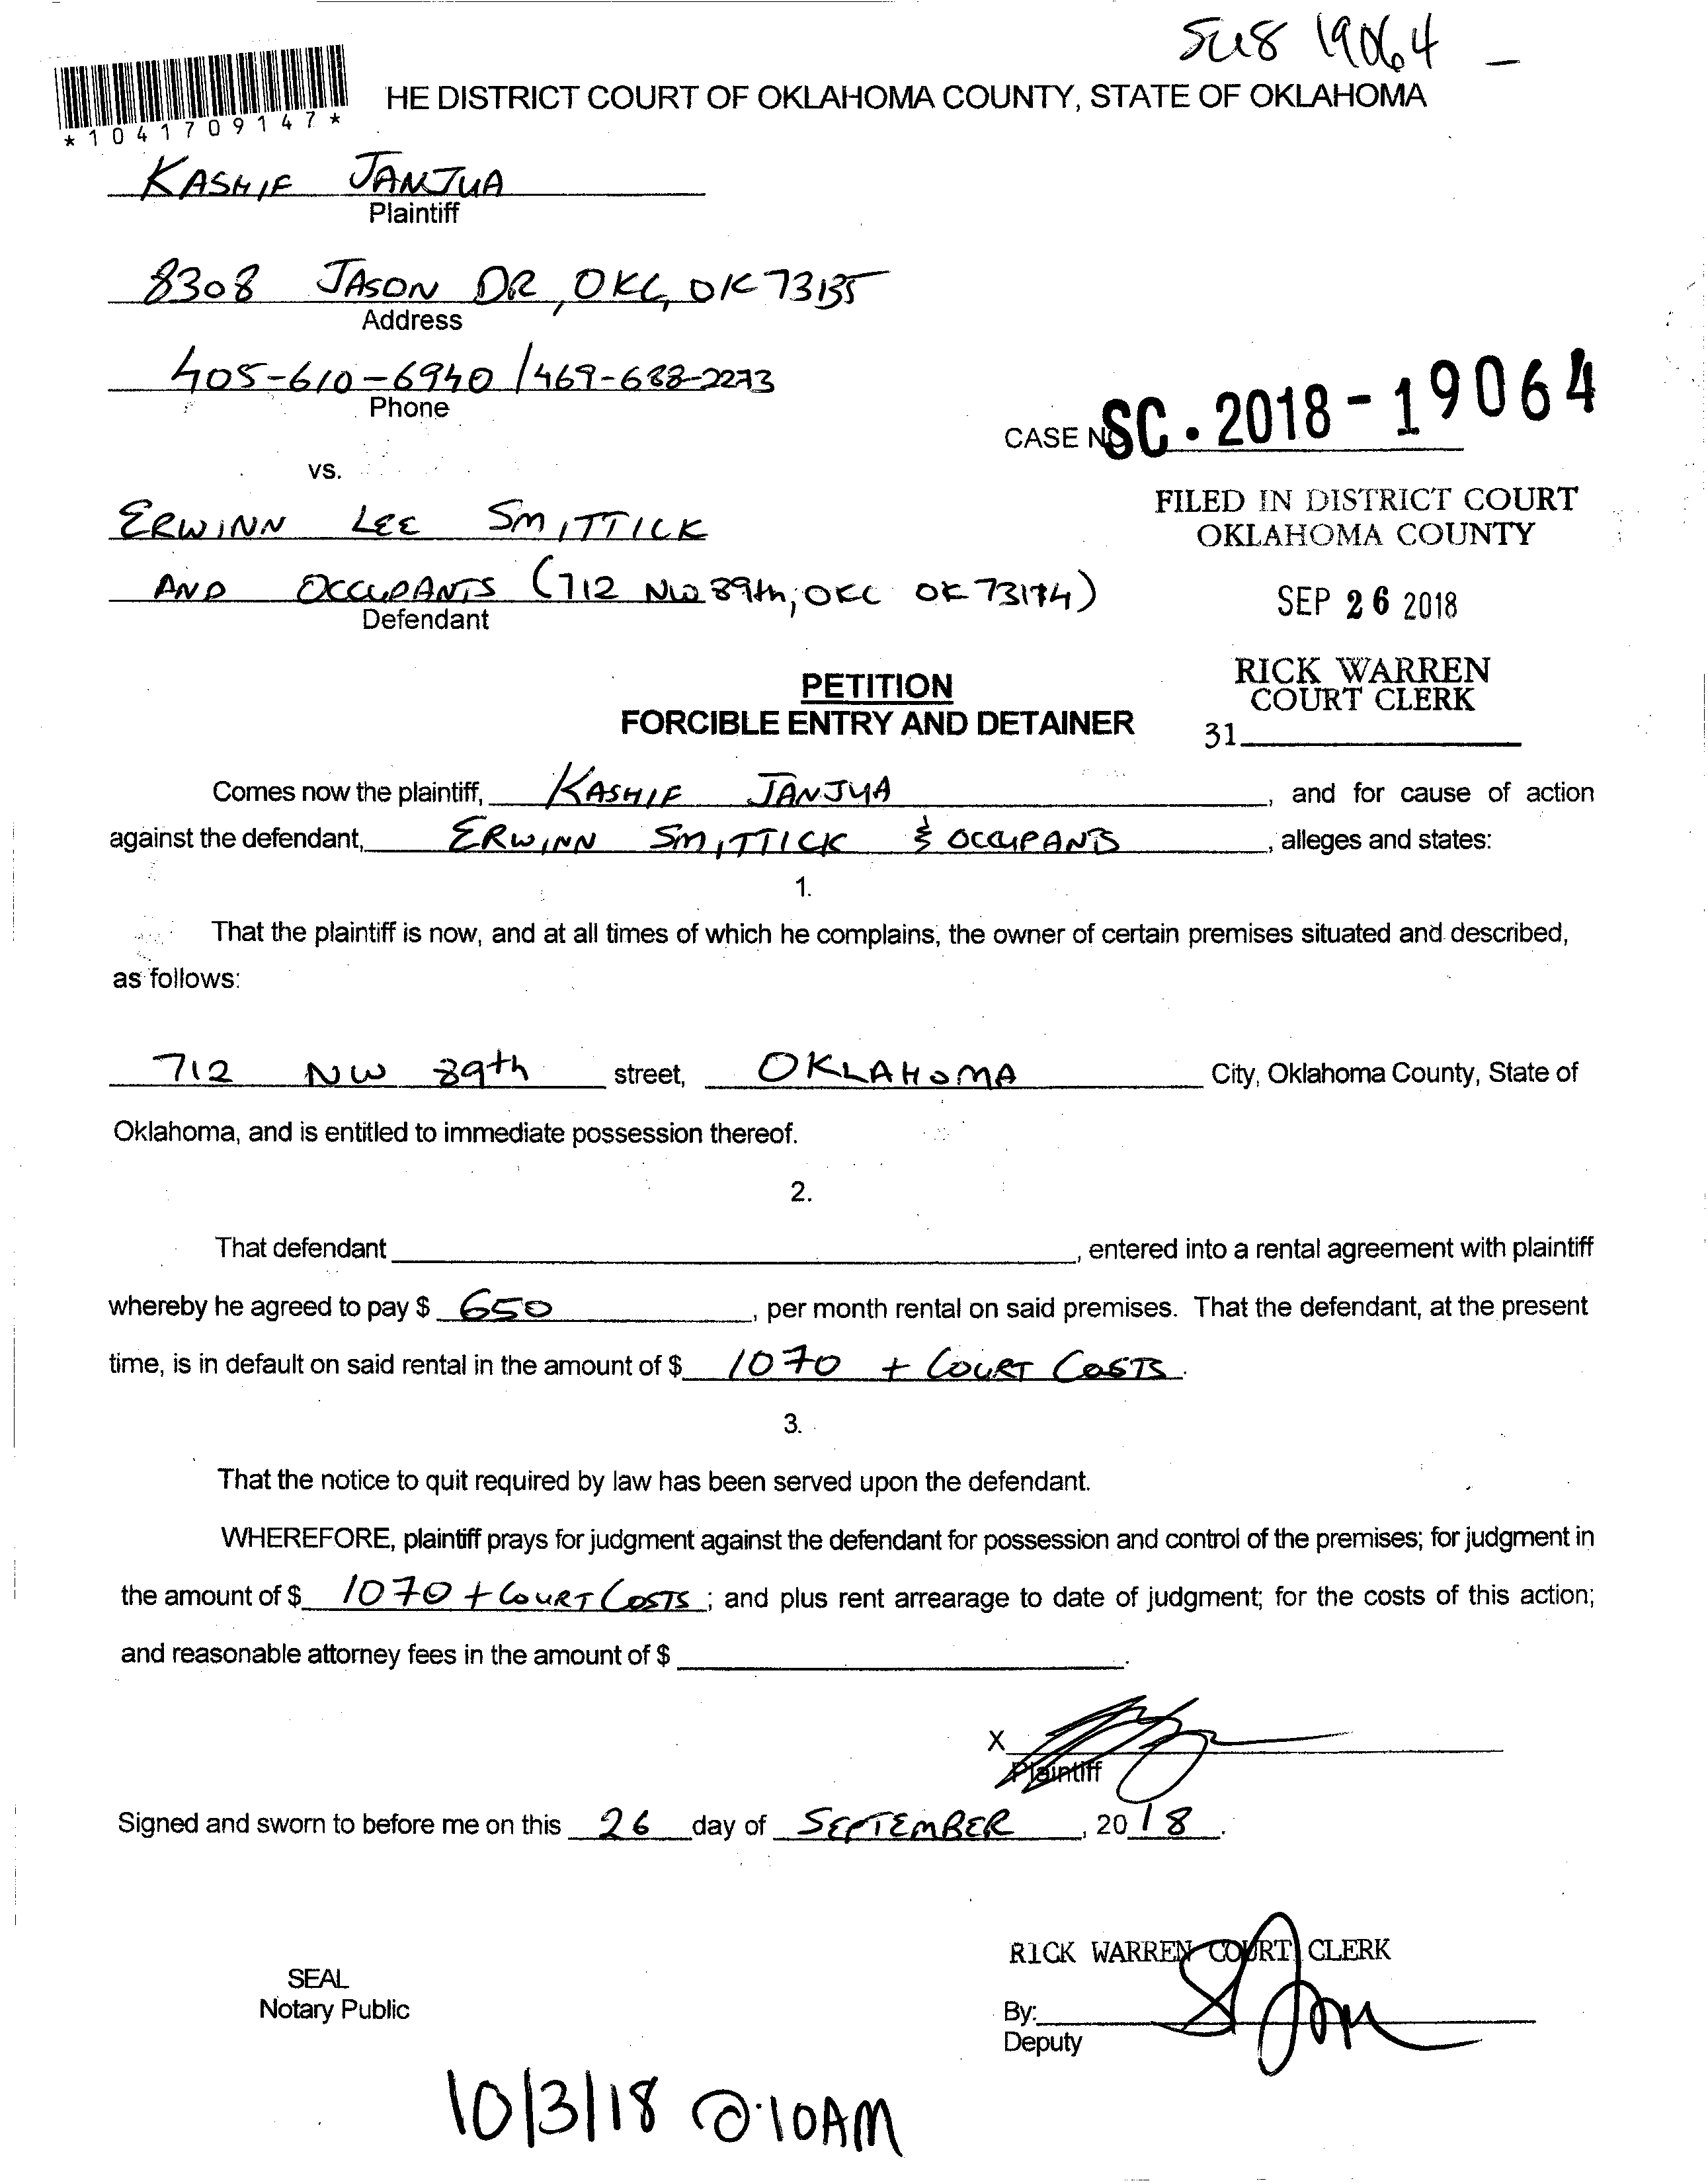 SC18 19064 -
*1041709147*
HE DISTRICT COURT OF OKLAHOMA COUNTY, STATE OF OKLAHOMA
KASHIF JANJUA
Plaintiff
8308 JASON DR, OKC, OK 73135
Address
405-610-6940 / 469-688-2273
Phone
CASE NO SC. 2018-19064
vs.
FILED IN DISTRICT COURT
OKLAHOMA COUNTY
ERWINN LEE SMITTICK
AND OCCUPANTS (712 NW 89th, OKC OK 73114)
Defendant
SEP 26 2018
RICK WARREN
COURT CLERK
31
PETITION
FORCIBLE ENTRY AND DETAINER
Comes now the plaintiff, KASHIF JANJUA, and for cause of action
against the defendant, ERWINN SMITTICK & OCCUPANTS, alleges and states:
1.
That the plaintiff is now, and at all times of which he complains, the owner of certain premises situated and described,
as follows:
712 NW 89th street, OKLAHOMA City, Oklahoma County, State of
Oklahoma, and is entitled to immediate possession thereof.
2.
That defendant , entered into a rental agreement with plaintiff
whereby he agreed to pay $ 650, per month rental on said premises. That the defendant, at the present
time, is in default on said rental in the amount of $ 1070 + COURT COSTS.
3.
That the notice to quit required by law has been served upon the defendant.
WHEREFORE, plaintiff prays for judgment against the defendant for possession and control of the premises; for judgment in
the amount of $ 1070 + COURT COSTS; and plus rent arrearage to date of judgment; for the costs of this action;
and reasonable attorney fees in the amount of $ .
X
Plaintiff
Signed and sworn to before me on this 26 day of SEPTEMBER, 2018.
RICK WARREN COURT CLERK
SEAL
Notary Public
By:
Deputy
10/3/18 @ 10AM